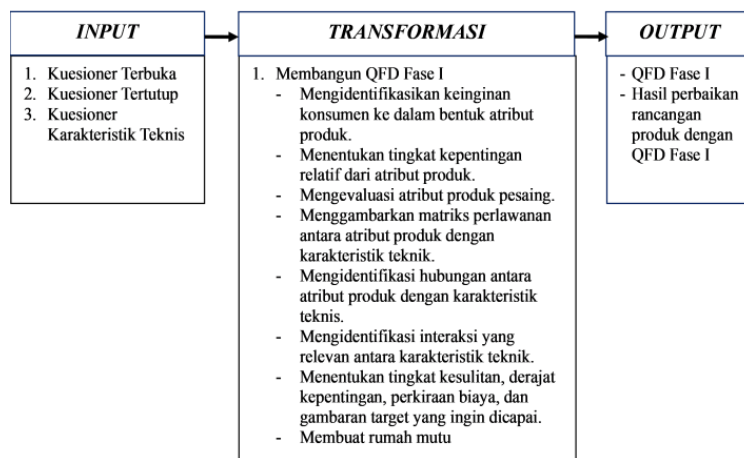 INPUT
1. Kuesioner Terbuka
2. Kuesioner Tertutup
3. Kuesioner
Karakteristik Teknis
TRANSFORMASI
1. Membangun QFD Fase I
- Mengidentifikasikan keinginan
konsumen ke dalam bentuk atribut
produk.
- Menentukan tingkat kepentingan
relatif dari atribut produk.
- Mengevaluasi atribut produk pesaing.
- Menggambarkan matriks perlawanan
antara atribut produk dengan
karakteristik teknik.
- Mengidentifikasi hubungan antara
atribut produk dengan karakteristik
teknis.
- Mengidentifikasi interaksi yang
relevan antara karakteristik teknik.
- Menentukan tingkat kesulitan, derajat
kepentingan, perkiraan biaya, dan
gambaran target yang ingin dicapai.
- Membuat rumah mutu
OUTPUT
- QFD Fase I
- Hasil perbaikan
rancangan
produk dengan
QFD Fase I